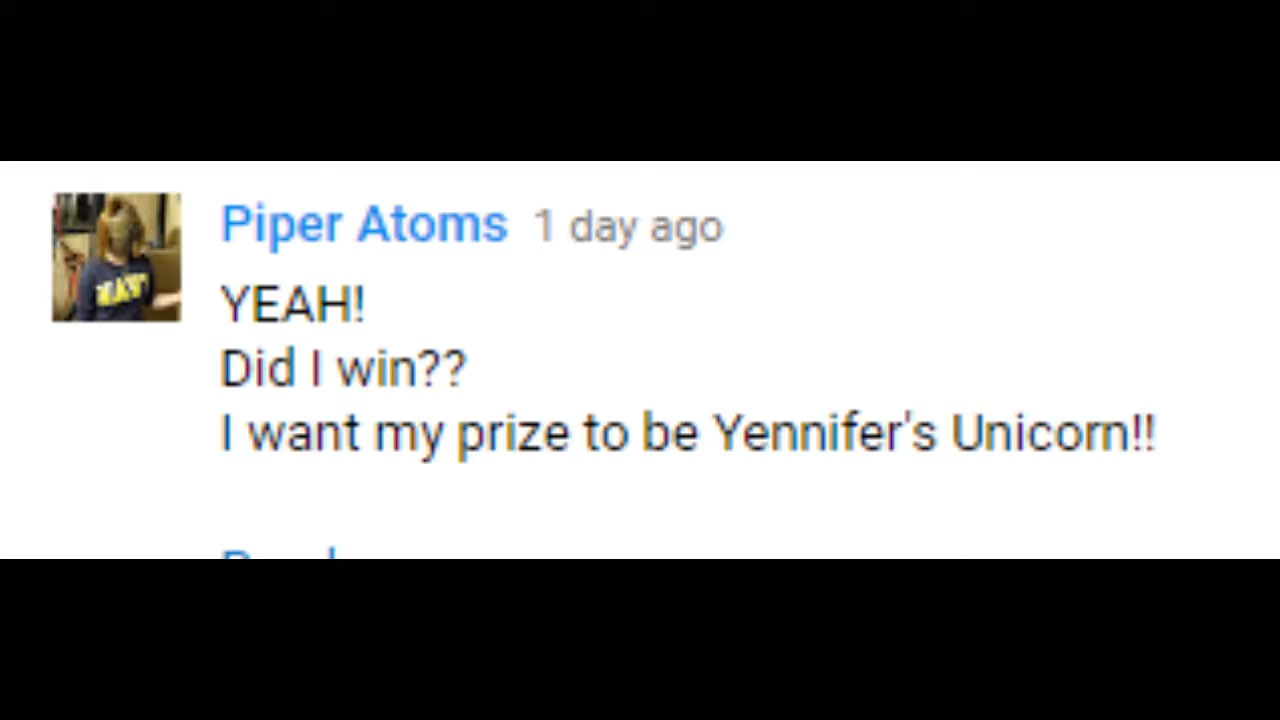 Piper Atoms 1 day ago
YEAH!
Did I win??
I want my prize to be Yennifer's Unicorn!!